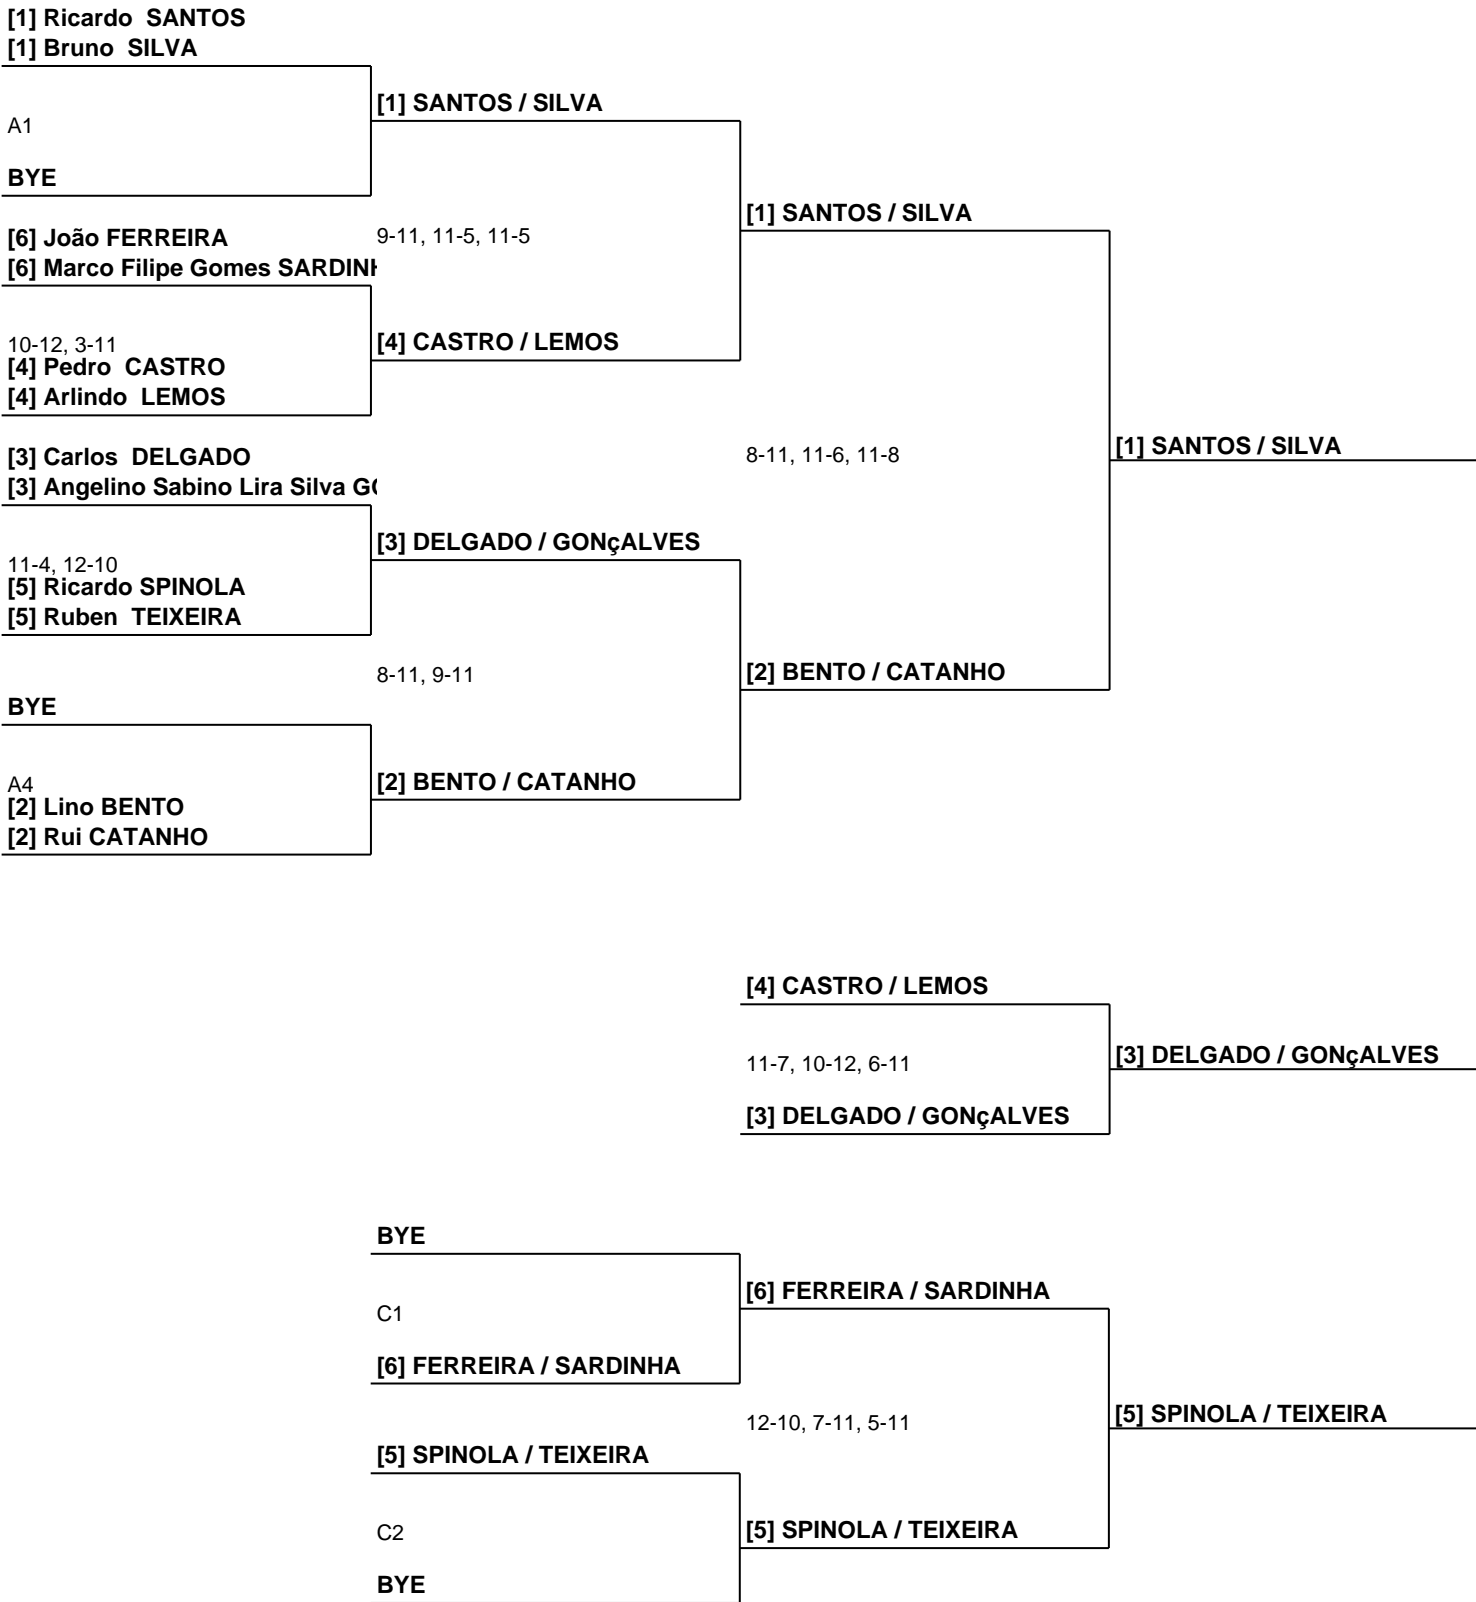 [1] Ricardo  SANTOS
[1] Bruno  SILVA
[1] SANTOS / SILVA
A1
BYE
[1] SANTOS / SILVA
[6] João FERREIRA
9-11, 11-5, 11-5
[6] Marco Filipe Gomes SARDINH
10-12, 3-11
[4] CASTRO / LEMOS
[4] Pedro  CASTRO
[4] Arlindo  LEMOS
[3] Carlos  DELGADO
8-11, 11-6, 11-8
[1] SANTOS / SILVA
[3] Angelino Sabino Lira Silva GO
[3] DELGADO / GONçALVES
11-4, 12-10
[5] Ricardo SPINOLA
[5] Ruben  TEIXEIRA
8-11, 9-11
[2] BENTO / CATANHO
BYE
A4
[2] BENTO / CATANHO
[2] Lino BENTO
[2] Rui CATANHO
[4] CASTRO / LEMOS
11-7, 10-12, 6-11
[3] DELGADO / GONçALVES
[3] DELGADO / GONçALVES
BYE
[6] FERREIRA / SARDINHA
C1
[6] FERREIRA / SARDINHA
12-10, 7-11, 5-11
[5] SPINOLA / TEIXEIRA
[5] SPINOLA / TEIXEIRA
C2
[5] SPINOLA / TEIXEIRA
BYE